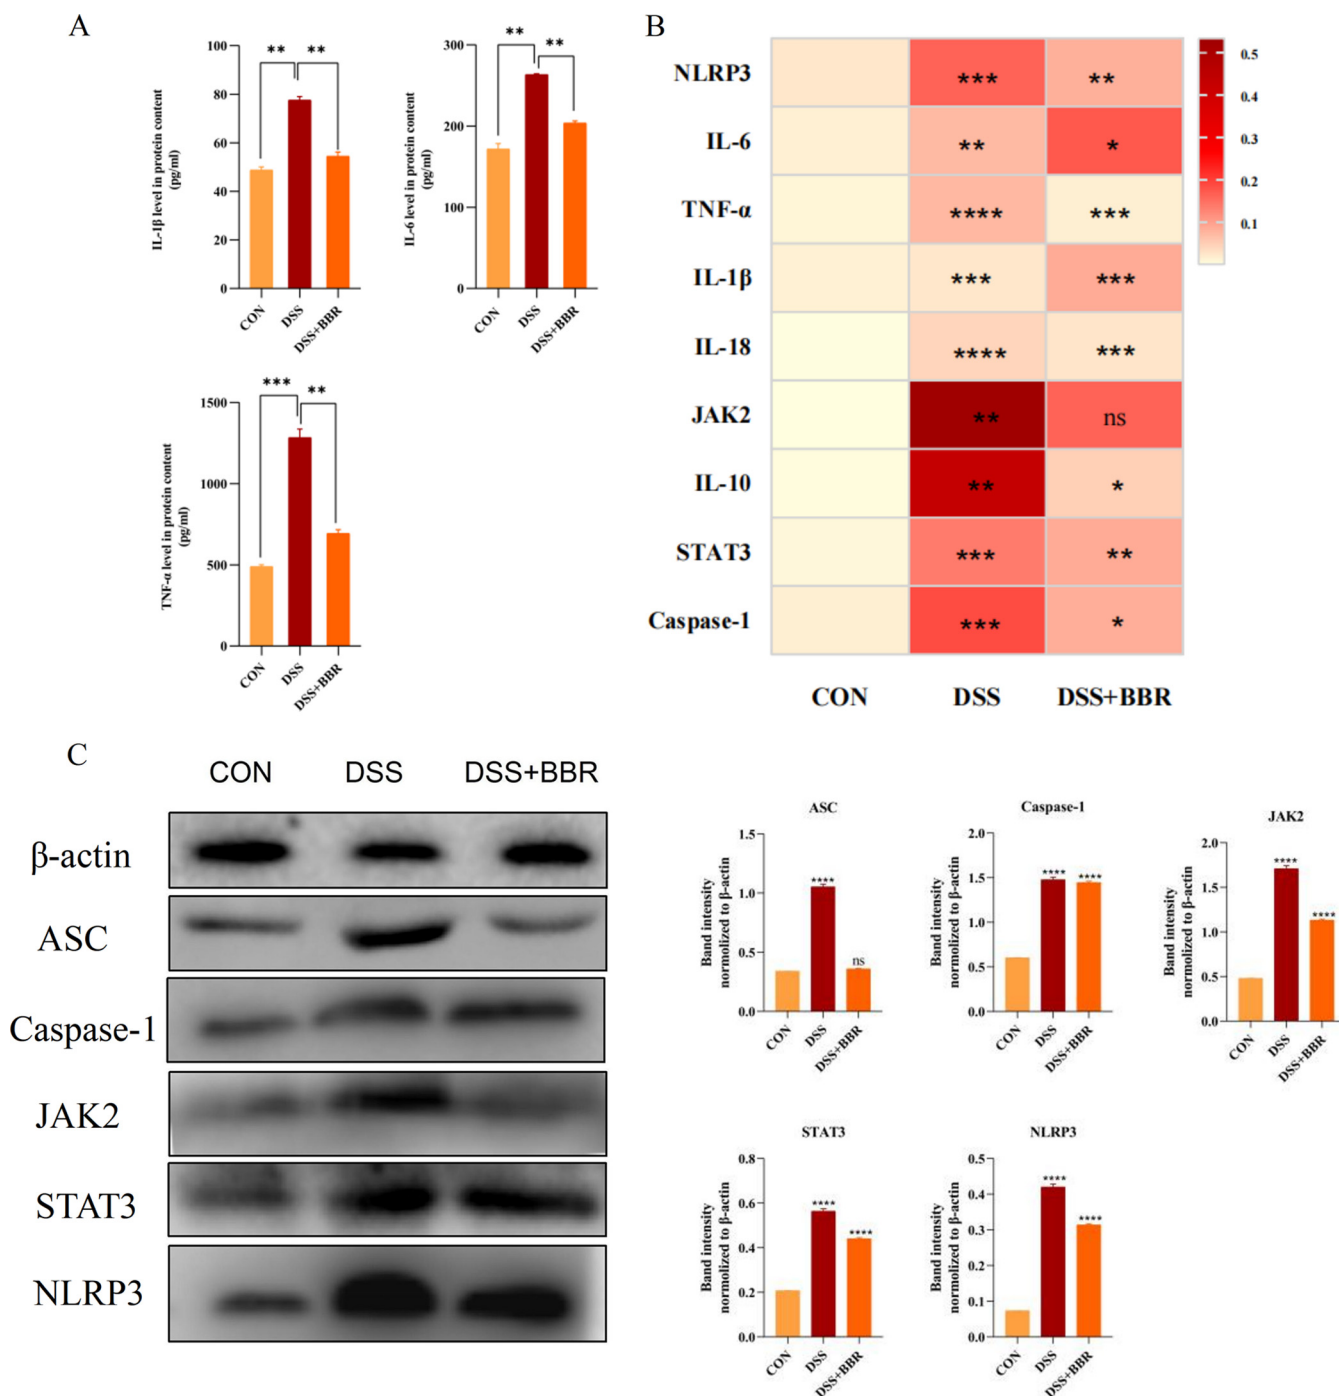 A
IL-1β level in protein content
(pg/ml)
100
80
60
40
20
0
** **
CON
DSS
DSS+BBR
IL-6 level in protein content
(pg/ml)
300
200
100
0
** **
CON
DSS
DSS+BBR
TNF-α level in protein content
(pg/ml)
1500
1000
500
0
*** **
CON
DSS
DSS+BBR
B
NLRP3 *** **
IL-6 ** *
TNF-α **** ***
IL-1β *** ***
IL-18 **** ***
JAK2 ** ns
IL-10 ** *
STAT3 *** **
Caspase-1 *** *
CON DSS DSS+BBR
0.5
0.4
0.3
0.2
0.1
C
CON DSS DSS+BBR
β-actin
ASC
Caspase-1
JAK2
STAT3
NLRP3
ASC
Band intensity
normolized to β-actin
1.5
1.0
0.5
0.0
**** ns
CON
DSS
DSS+BBR
Caspase-1
Band intensity
normolized to β-actin
2.0
1.5
1.0
0.5
0.0
**** ****
CON
DSS
DSS+BBR
JAK2
Band intensity
normolized to β-actin
2.0
1.5
1.0
0.5
0.0
**** ****
CON
DSS
DSS+BBR
STAT3
Band intensity
normolized to β-actin
0.8
0.6
0.4
0.2
0.0
**** ****
CON
DSS
DSS+BBR
NLRP3
Band intensity
normolized to β-actin
0.5
0.4
0.3
0.2
0.1
0.0
**** ****
CON
DSS
DSS+BBR